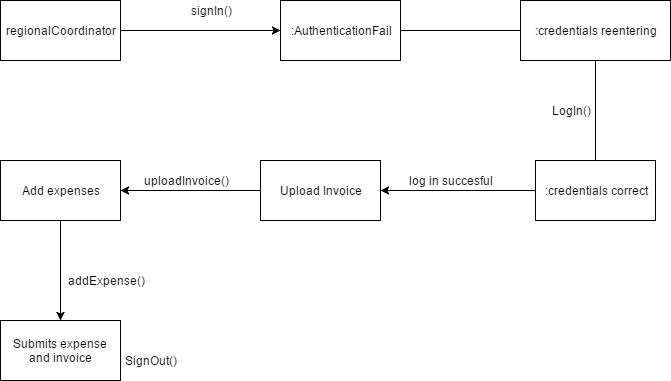 signIn()
regionalCoordinator
:AuthenticationFail
:credentials reentering
LogIn()
uploadInvoice()
log in succesful
Add expenses
Upload Invoice
:credentials correct
addExpense()
Submits expense
and invoice
SignOut()